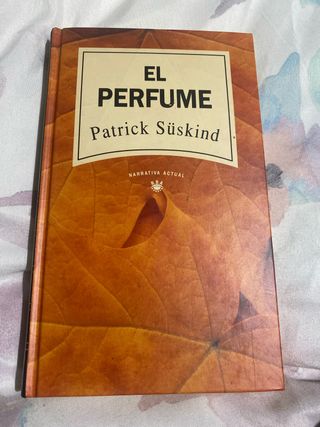 EL
PERFUME
Patrick Süskind
NARRATIVA ACTUAL